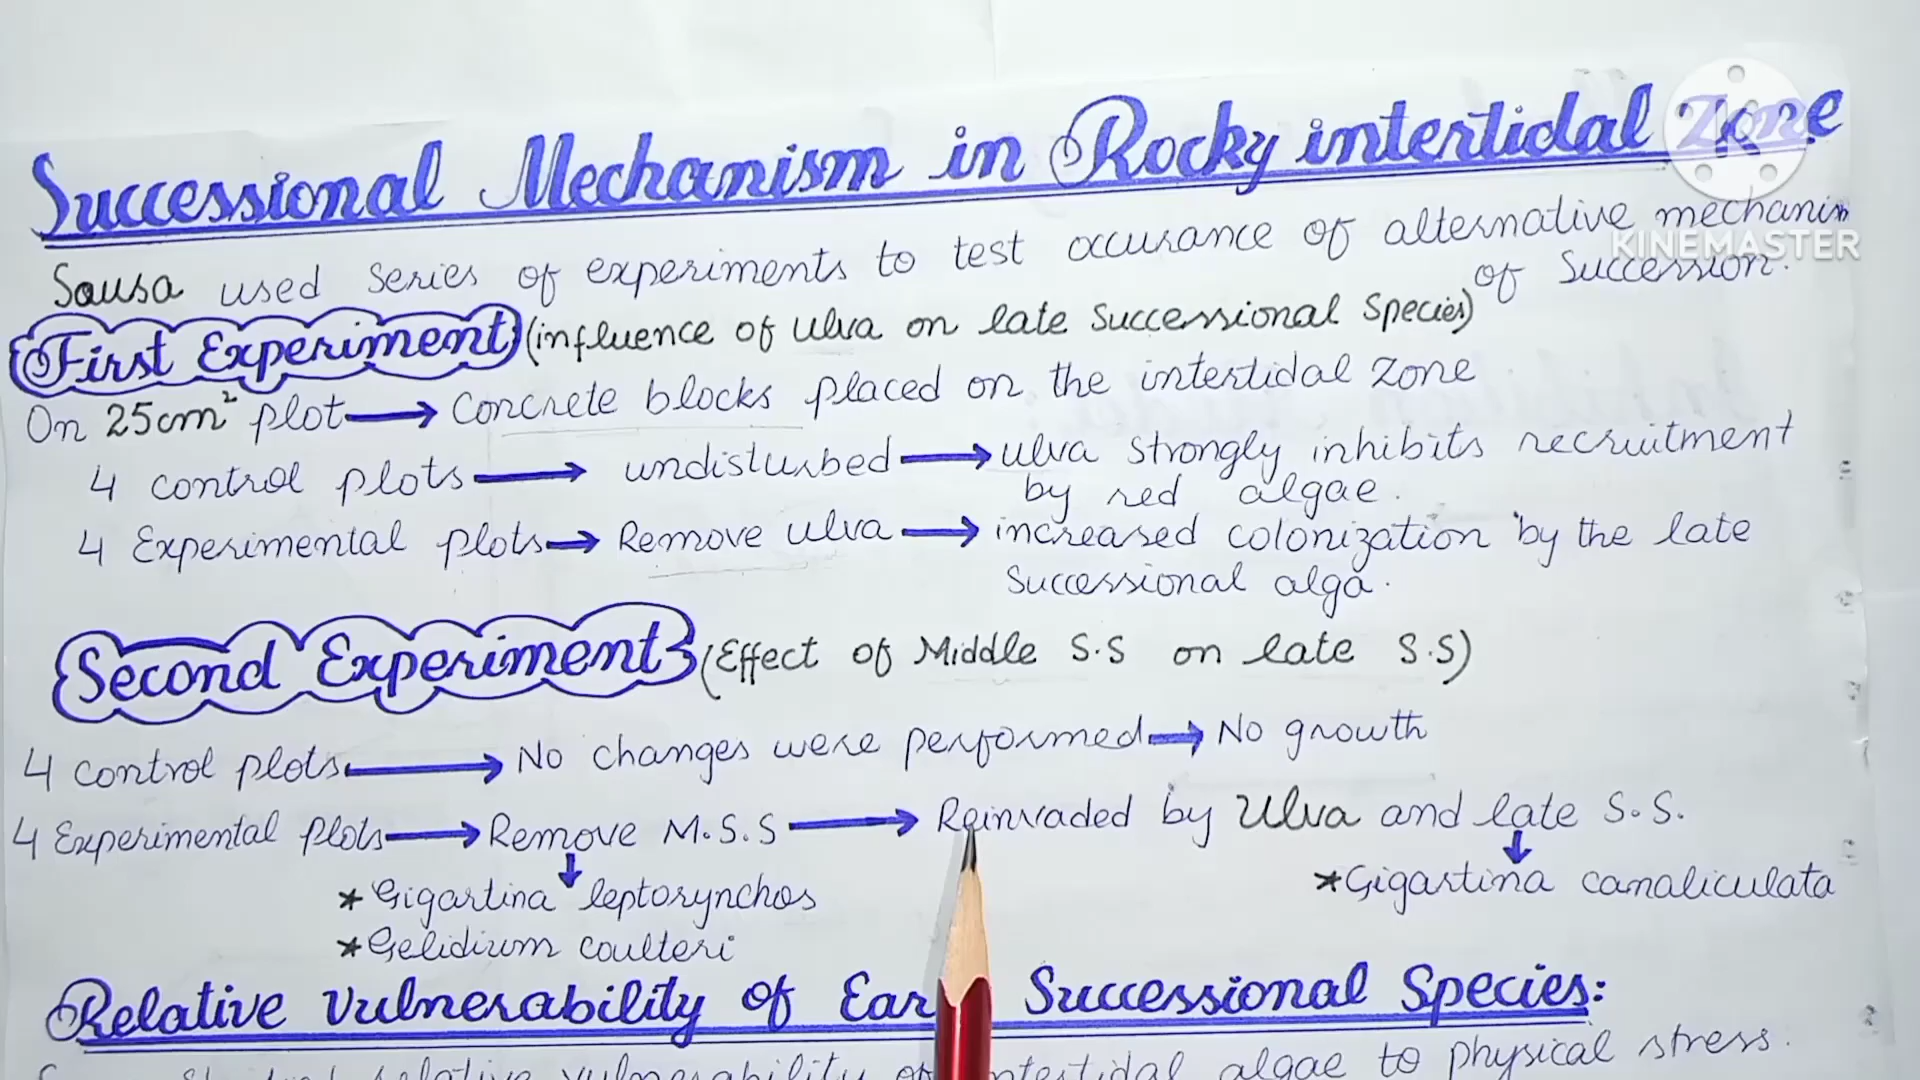 Successional Mechanism in Rocky intertidal Zone
Sousa used series of experiments to test occurance of alternative mechanism
of Succession.
First Experiment (influence of ulva on late Successional Species)
On 25cm² plot → Concrete blocks placed on the intertidal zone
4 control plots → undisturbed → ulva strongly inhibits recruitment
by red algae.
4 Experimental plots → Remove ulva → increased colonization by the late
Successional alga.
Second Experiment (Effect of Middle S.S on late S.S)
4 control plots → No changes were performed → No growth
4 Experimental plots → Remove M.S.S → Reinvaded by Ulva and late S.S.
* Gigartina leptorynchos
* Gigartina canaliculata
* Gelidium coulteri
Relative Vulnerability of Ear Successional Species:
relative vulnerability of intertidal algae to physical stress.
KINEMASTER